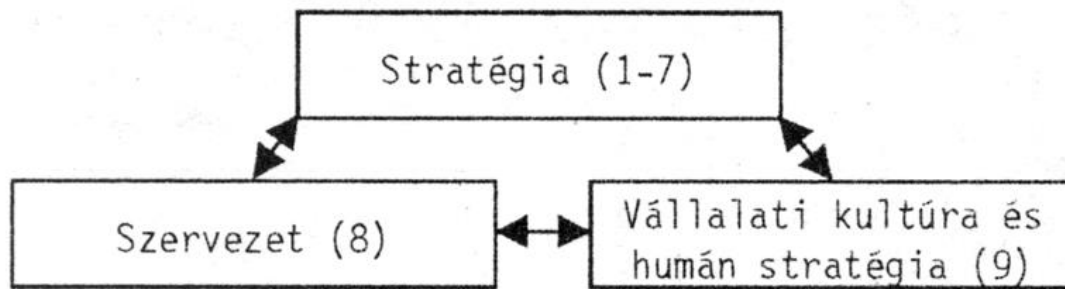 Stratégia (1-7)
Szervezet (8)
Vállalati kultúra és
humán stratégia (9)